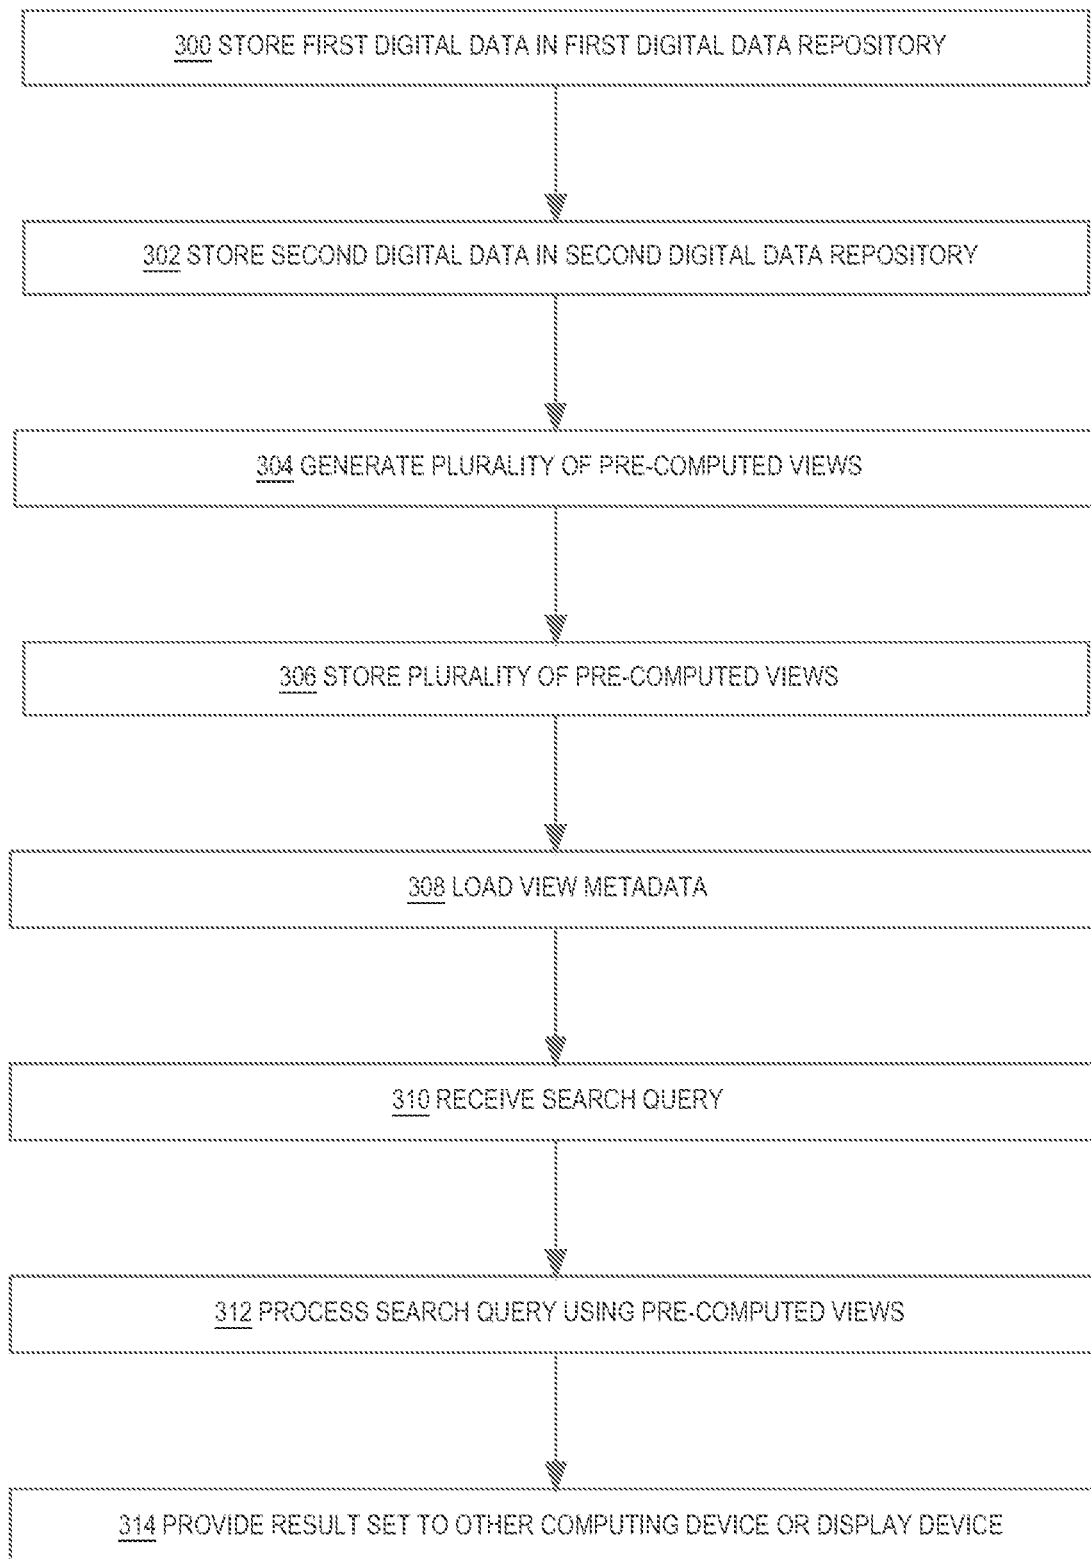 300 STORE FIRST DIGITAL DATA IN FIRST DIGITAL DATA REPOSITORY
302 STORE SECOND DIGITAL DATA IN SECOND DIGITAL DATA REPOSITORY
304 GENERATE PLURALITY OF PRE-COMPUTED VIEWS
306 STORE PLURALITY OF PRE-COMPUTED VIEWS
308 LOAD VIEW METADATA
310 RECEIVE SEARCH QUERY
312 PROCESS SEARCH QUERY USING PRE-COMPUTED VIEWS
314 PROVIDE RESULT SET TO OTHER COMPUTING DEVICE OR DISPLAY DEVICE